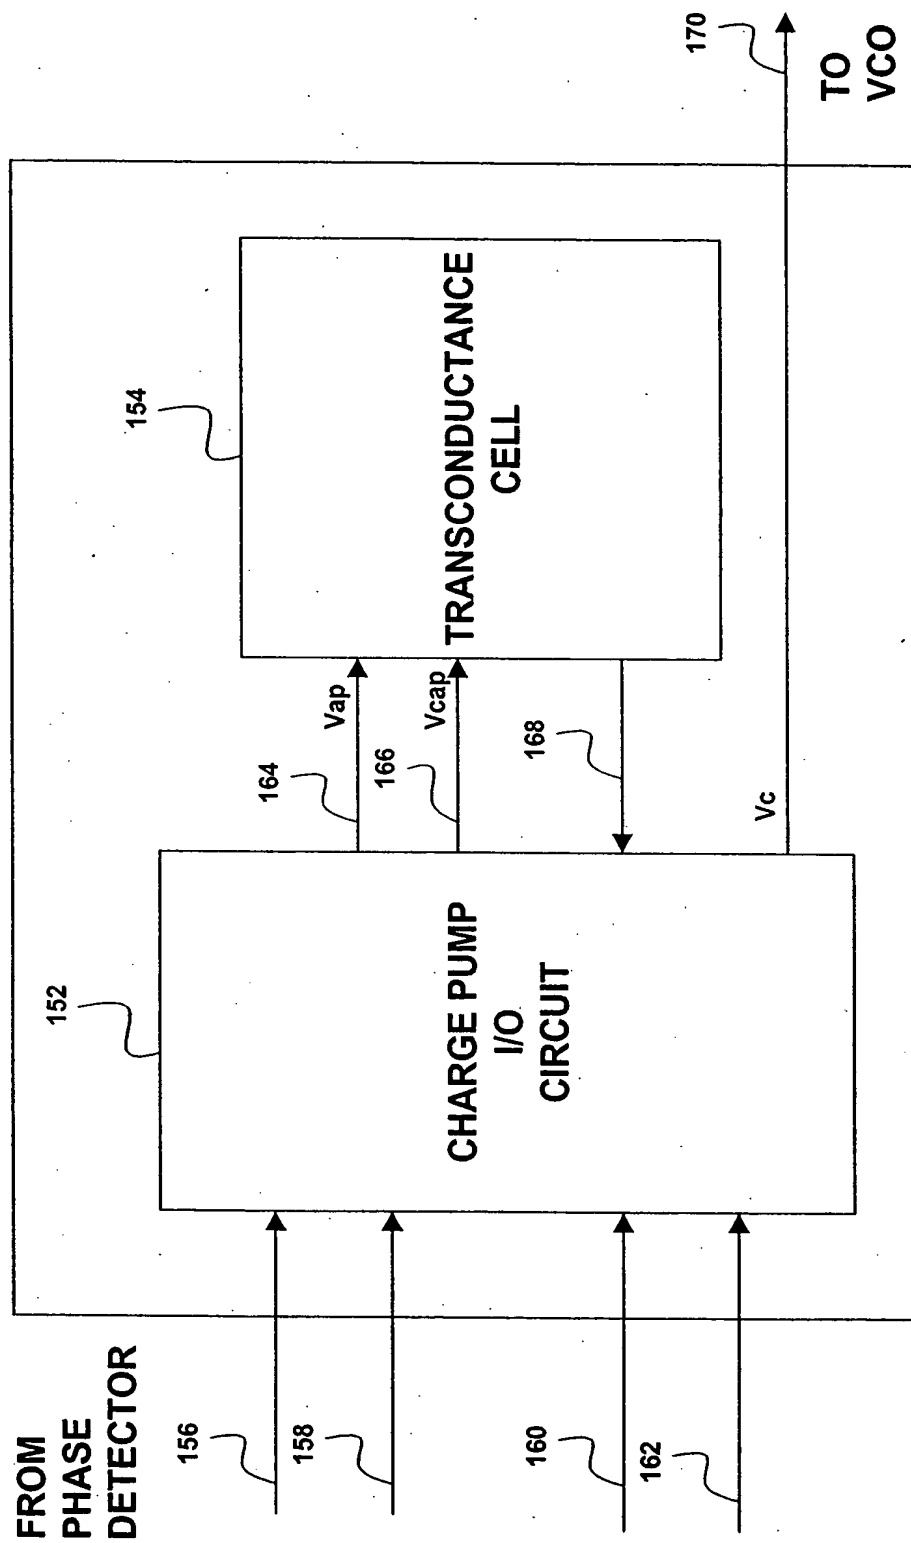 FROM
PHASE
DETECTOR
156
158
160
162
152
CHARGE PUMP
I/O
CIRCUIT
164
Vap
166
Vcap
168
Vc
154
TRANSCONDUCTANCE
CELL
170
TO
VCO